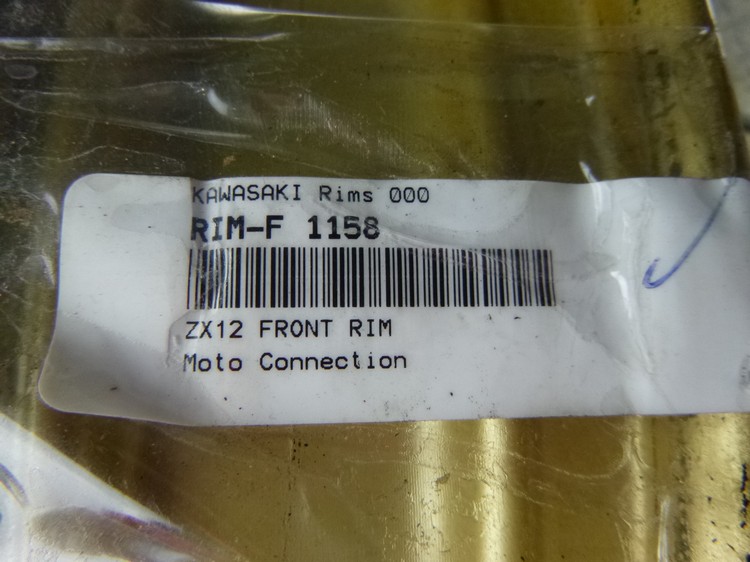 KAWASAKI Rims 000
RIM-F 1158
ZX12 FRONT RIM
Moto Connection